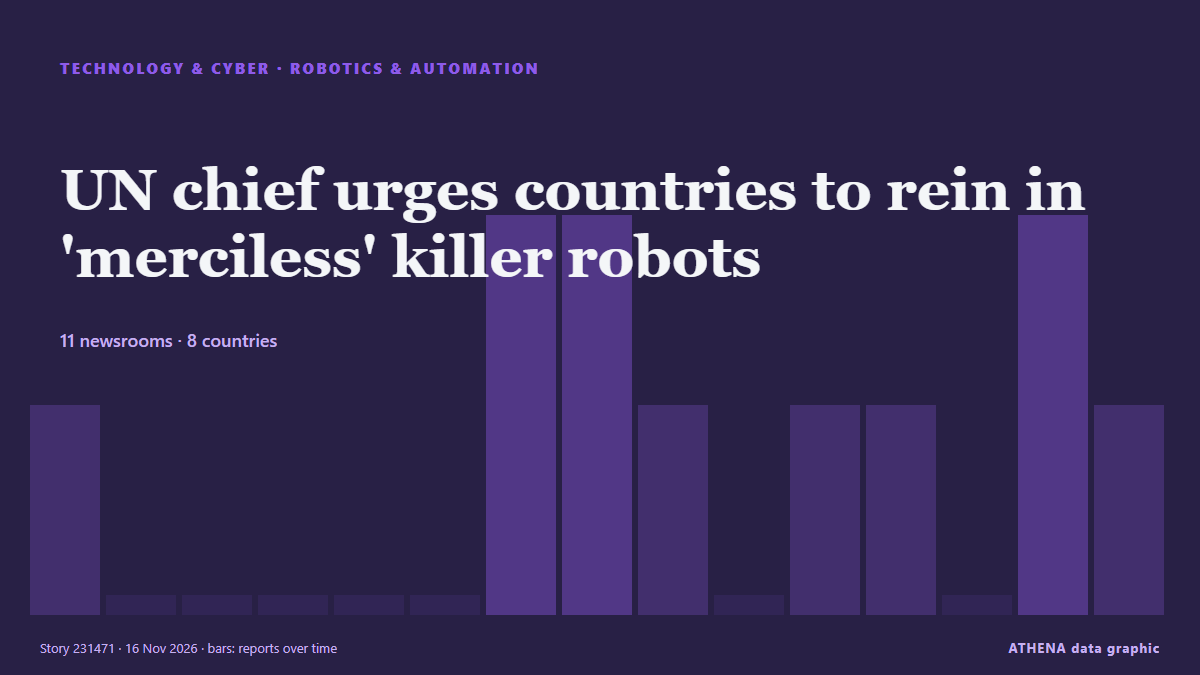 TECHNOLOGY & CYBER · ROBOTICS & AUTOMATION
UN chief urges countries to rein in
'merciless' killer robots
11 newsrooms · 8 countries
Story 231471 · 16 Nov 2026 · bars: reports over time
ATHENA data graphic